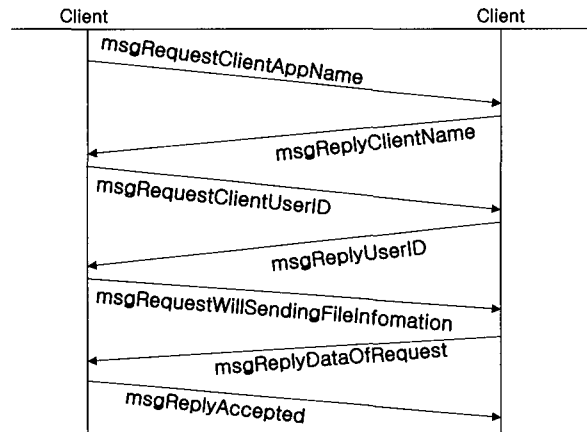 Client
Client
msgRequestClientAppName
msgReplyClientName
msgRequestClientUserID
msgReplyUserID
msgRequestWillSendingFileInfomation
msgReplyDataOfRequest
msgReplyAccepted